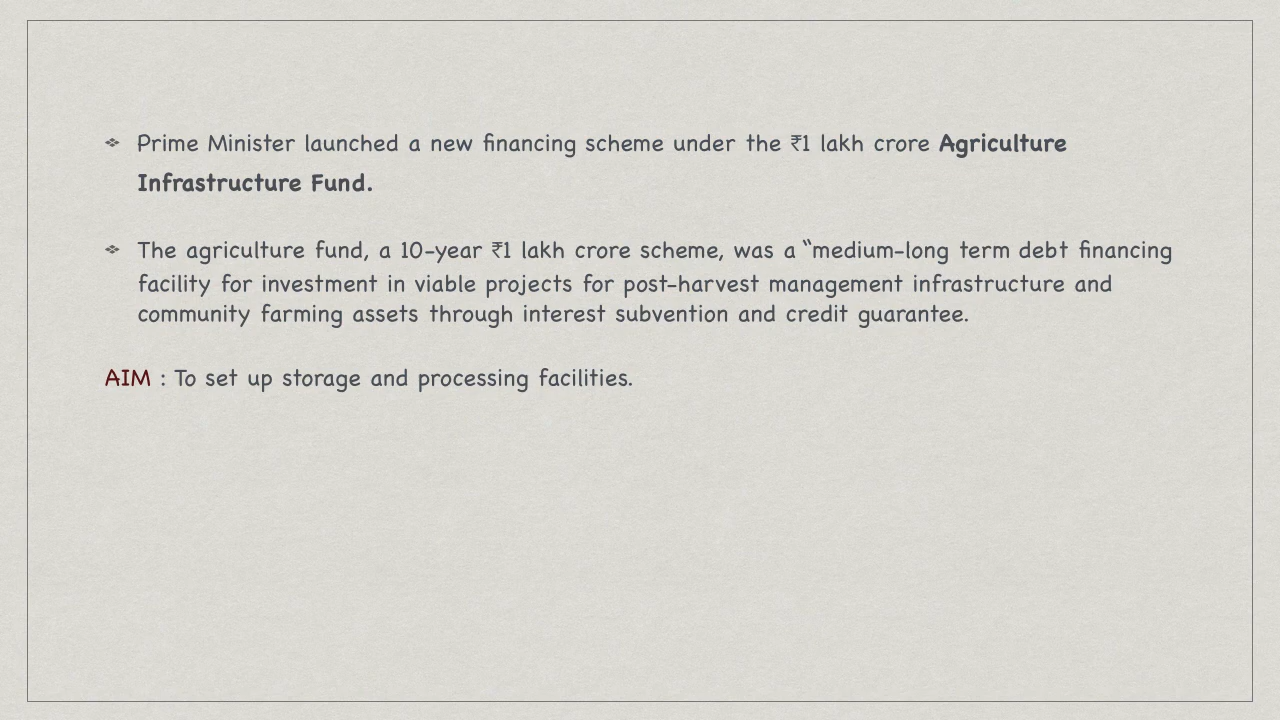 ❖ Prime Minister launched a new financing scheme under the ₹1 lakh crore Agriculture
Infrastructure Fund.
❖ The agriculture fund, a 10-year ₹1 lakh crore scheme, was a “medium-long term debt financing
facility for investment in viable projects for post-harvest management infrastructure and
community farming assets through interest subvention and credit guarantee.
AIM : To set up storage and processing facilities.